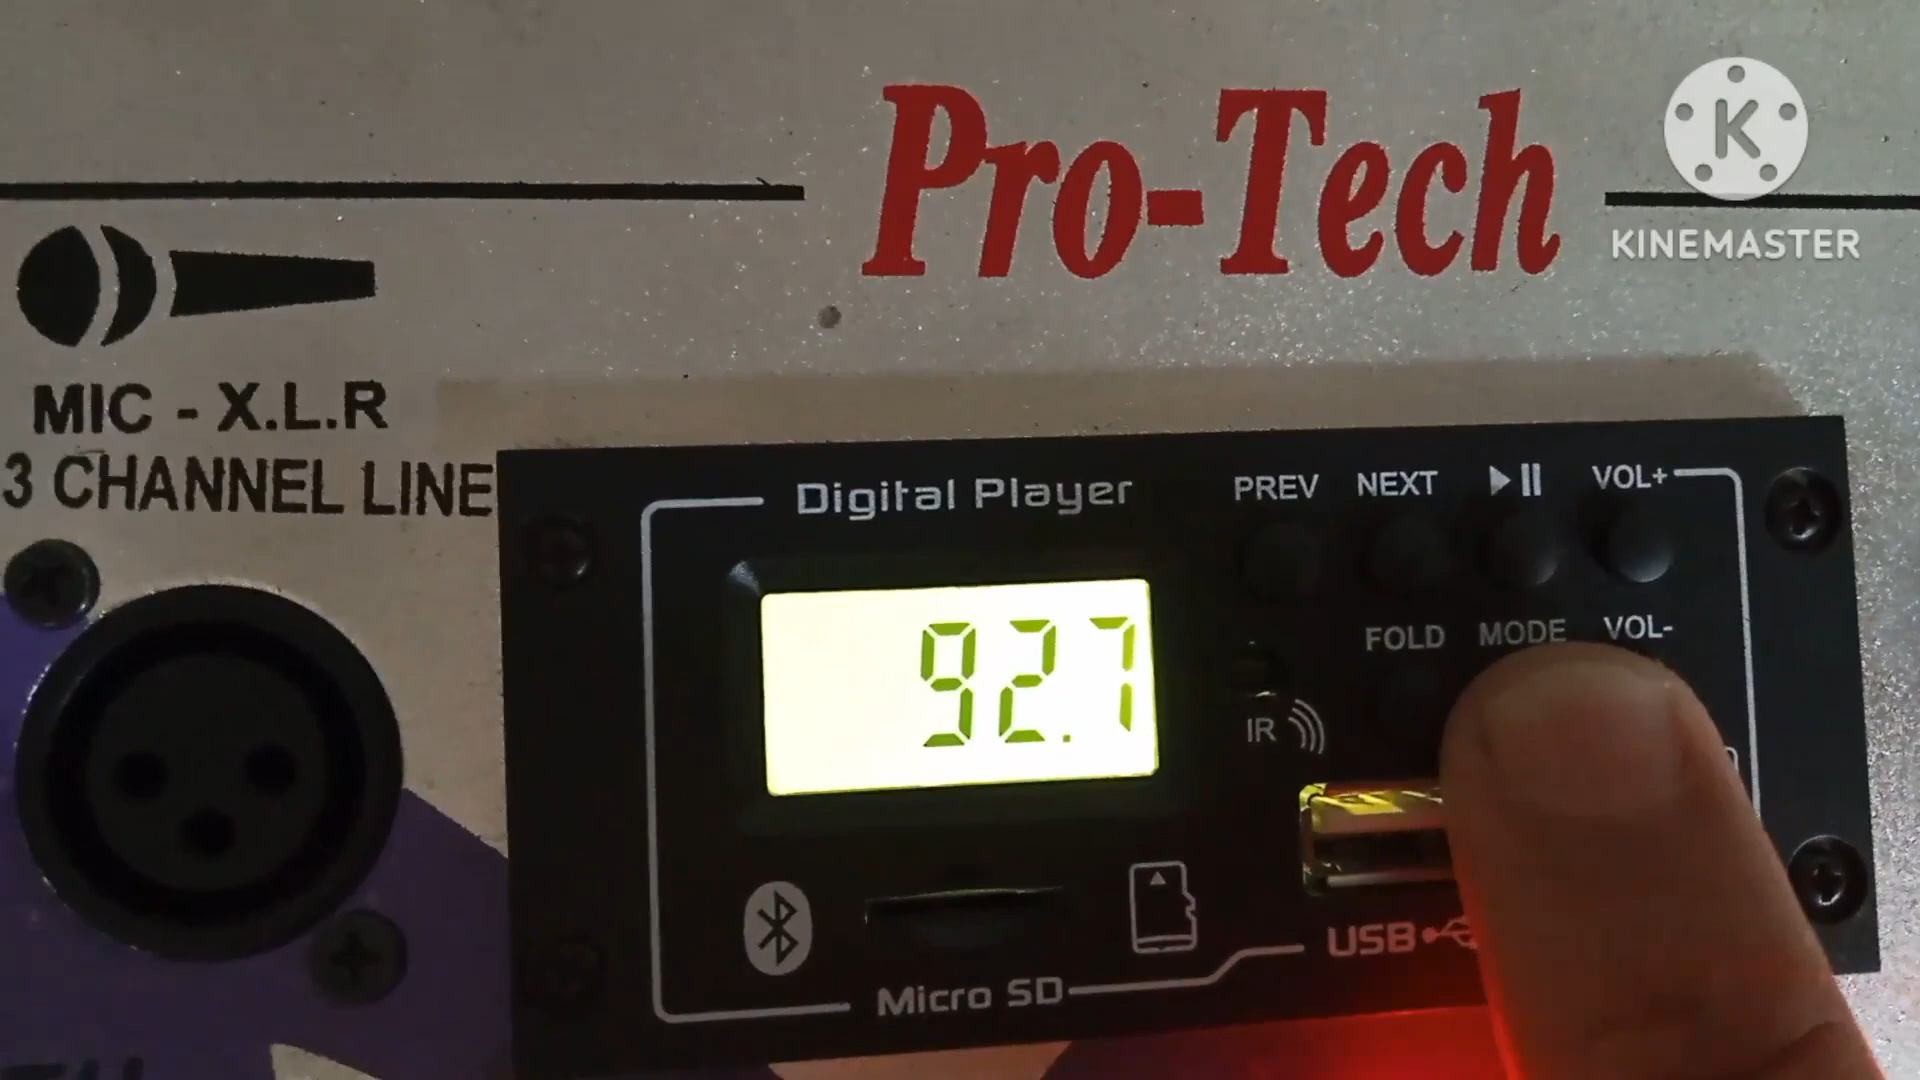 Pro-Tech
K
KINEMASTER
MIC - X.L.R
3 CHANNEL LINE
Digital Player
PREV NEXT VOL+
92.7
FOLD MODE VOL-
IR
USB
Micro SD